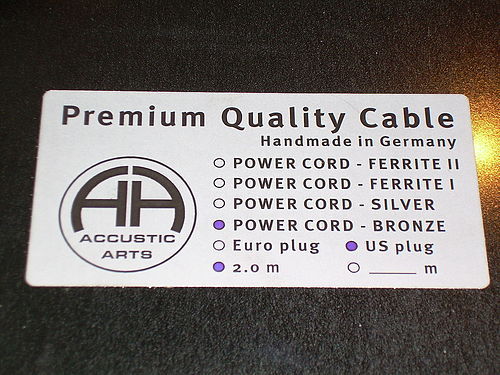 Premium Quality Cable
Handmade in Germany
POWER CORD - FERRITE II
POWER CORD - FERRITE I
POWER CORD - SILVER
POWER CORD - BRONZE
Euro plug US plug
2.0 m ______ m
AA
ACCUSTIC
ARTS